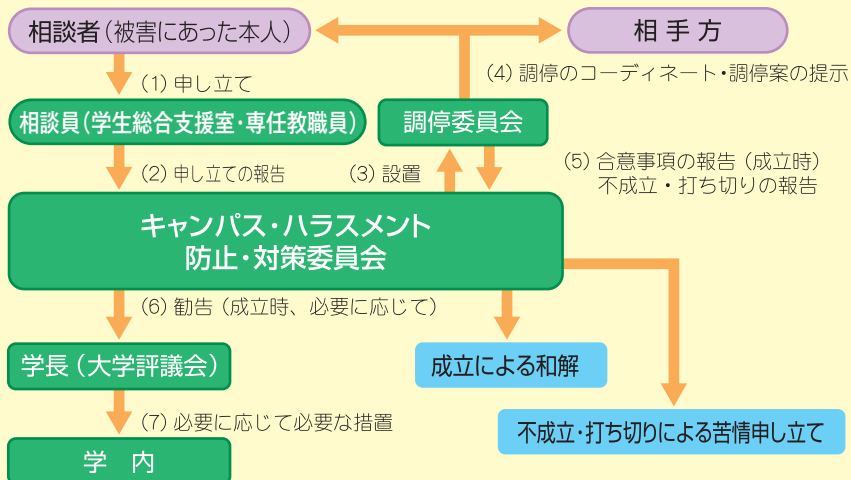 相談者（被害にあった本人）
相手方
(1) 申し立て
(4) 調停のコーディネート・調停案の提示
相談員（学生総合支援室・専任教職員）
調停委員会
(2) 申し立ての報告
(3) 設置
(5) 合意事項の報告（成立時）
不成立・打ち切りの報告
キャンパス・ハラスメント
防止・対策委員会
(6) 勧告（成立時、必要に応じて）
学長（大学評議会）
成立による和解
(7) 必要に応じて必要な措置
不成立・打ち切りによる苦情申し立て
学　内